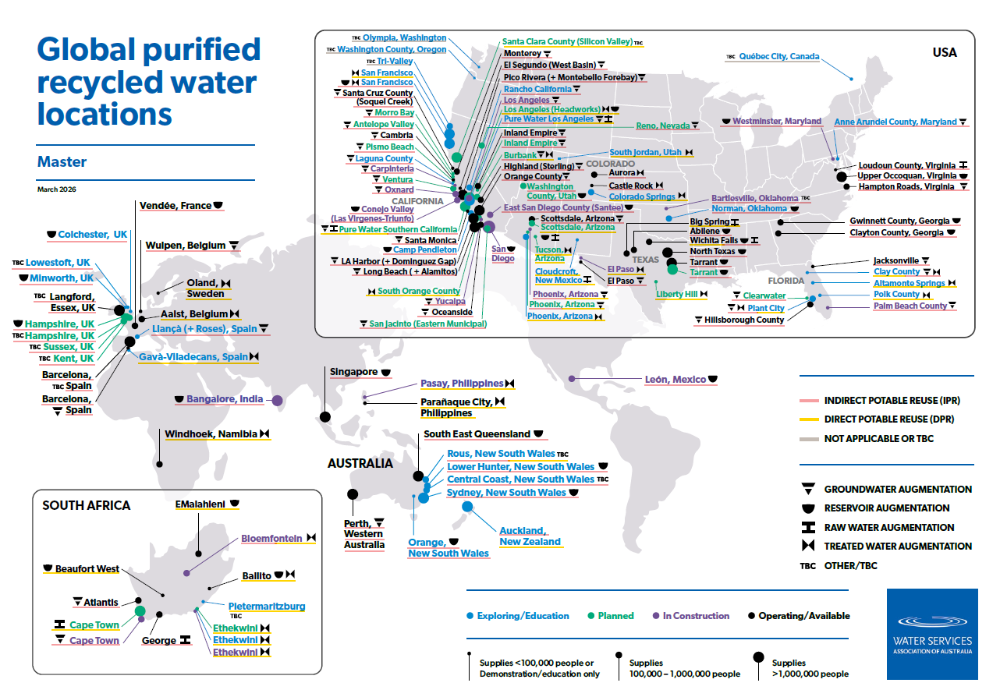 Global purified
recycled water
locations
Master
March 2026
USA
TBC Olympia, Washington
TBC Washington County, Oregon
TBC Tri-Valley
San Francisco
San Francisco
Santa Cruz County
(Soquel Creek)
Morro Bay
Antelope Valley
Cambria
Pismo Beach
Laguna County
Carpinteria
Ventura
Oxnard
CALIFORNIA
Conejo Valley
(Las Virgenes-Triunfo)
Pure Water Southern California
Santa Monica
Camp Pendleton
LA Harbor (+ Dominguez Gap)
Long Beach (+ Alamitos)
South Orange County
Yucaipa
Oceanside
San Jacinto (Eastern Municipal)
Santa Clara County (Silicon Valley) TBC
Monterey
El Segundo (West Basin)
Pico Rivera (+ Montebello Forebay)
Rancho California
Los Angeles
Los Angeles (Headworks)
Pure Water Los Angeles
Reno, Nevada
Inland Empire
Inland Empire
Burbank
South Jordan, Utah
Highland (Sterling)
COLORADO
Orange County
Aurora
Washington
County, Utah
Castle Rock
Colorado Springs
East San Diego County (Santee)
Scottsdale, Arizona
Scottsdale, Arizona
San
Diego
Tucson,
Arizona
Cloudcroft,
New Mexico
El Paso
El Paso
Phoenix, Arizona
Phoenix, Arizona
Phoenix, Arizona
TBC Québec City, Canada
Westminster, Maryland
Anne Arundel County, Maryland
Loudoun County, Virginia
Upper Occoquan, Virginia
Hampton Roads, Virginia
Bartlesville, Oklahoma TBC
Norman, Oklahoma
Big Spring
Abilene
Wichita Falls
North Texas
TEXAS
Tarrant
Tarrant
Liberty Hill
Gwinnett County, Georgia
Clayton County, Georgia
Jacksonville
Clay County
FLORIDA
Altamonte Springs
Polk County
Palm Beach County
Clearwater
Plant City
Hillsborough County
Vendée, France
Colchester, UK
Wulpen, Belgium
TBC Lowestoft, UK
Minworth, UK
Oland,
Sweden
TBC Langford,
Essex, UK
Aalst, Belgium
Hampshire, UK
Llançà (+ Roses), Spain
TBC Hampshire, UK
TBC Sussex, UK
TBC Kent, UK
Gavà-Viladecans, Spain
Barcelona,
TBC Spain
Barcelona,
Spain
Bangalore, India
Windhoek, Namibia
Singapore
Pasay, Philippines
Parañaque City,
Philippines
León, Mexico
South East Queensland
AUSTRALIA
Rous, New South Wales TBC
Lower Hunter, New South Wales
Central Coast, New South Wales TBC
Sydney, New South Wales
Perth,
Western
Australia
Orange,
New South Wales
Auckland,
New Zealand
SOUTH AFRICA
EMalahleni
Bloemfontein
Beaufort West
Ballito
Atlantis
Pietermaritzburg
TBC
Cape Town
Cape Town
George
Ethekwini
Ethekwini
Ethekwini
INDIRECT POTABLE REUSE (IPR)
DIRECT POTABLE REUSE (DPR)
NOT APPLICABLE OR TBC
GROUNDWATER AUGMENTATION
RESERVOIR AUGMENTATION
RAW WATER AUGMENTATION
TREATED WATER AUGMENTATION
TBC OTHER/TBC
Exploring/Education
Planned
In Construction
Operating/Available
Supplies <100,000 people or
Demonstration/education only
Supplies
100,000 – 1,000,000 people
Supplies
>1,000,000 people
WATER SERVICES
ASSOCIATION OF AUSTRALIA